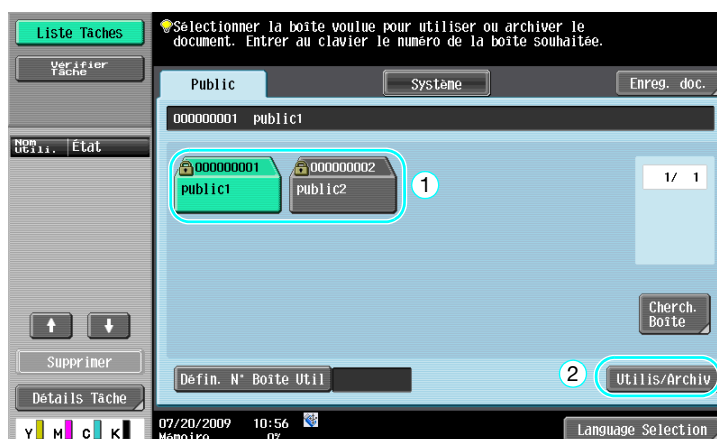 Liste Tâches
Sélectionner la boîte voulue pour utiliser ou archiver le
document. Entrer au clavier le numéro de la boîte souhaitée.
Vérifier
Tâche
Public
Système
Enreg. doc.
000000001 public1
Nom
Utili.
État
000000001
public1
000000002
public2
1
1/ 1
Cherch.
Boîte
Supprimer
Défin. N° Boîte Util
2
Utilis/Archiv
Détails Tâche
07/20/2009 10:56
Mémoire 0%
Y M C K
Language Selection